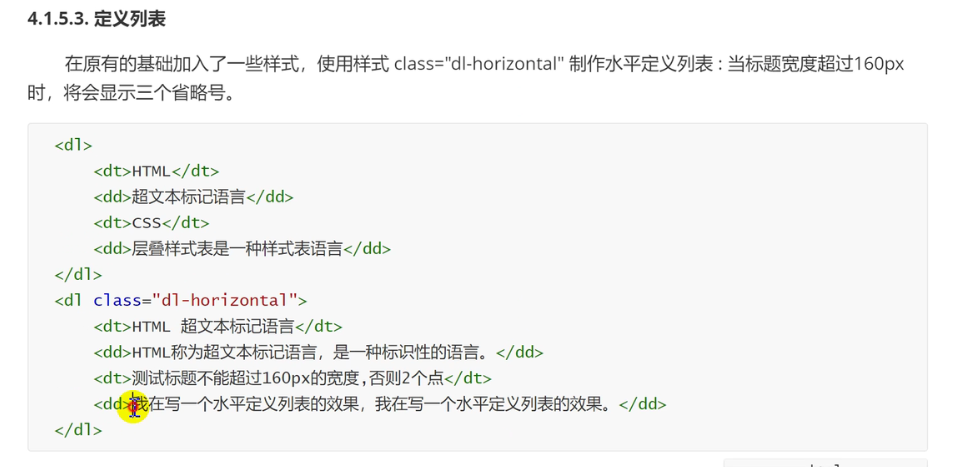 4.1.5.3. 定义列表
在原有的基础加入了一些样式，使用样式 class="dl-horizontal" 制作水平定义列表 : 当标题宽度超过160px
时，将会显示三个省略号。
<dl>
<dt>HTML</dt>
<dd>超文本标记语言</dd>
<dt>CSS</dt>
<dd>层叠样式表是一种样式表语言</dd>
</dl>
<dl class="dl-horizontal">
<dt>HTML 超文本标记语言</dt>
<dd>HTML称为超文本标记语言，是一种标识性的语言。</dd>
<dt>测试标题不能超过160px的宽度,否则2个点</dt>
<dd>我在写一个水平定义列表的效果，我在写一个水平定义列表的效果。</dd>
</dl>